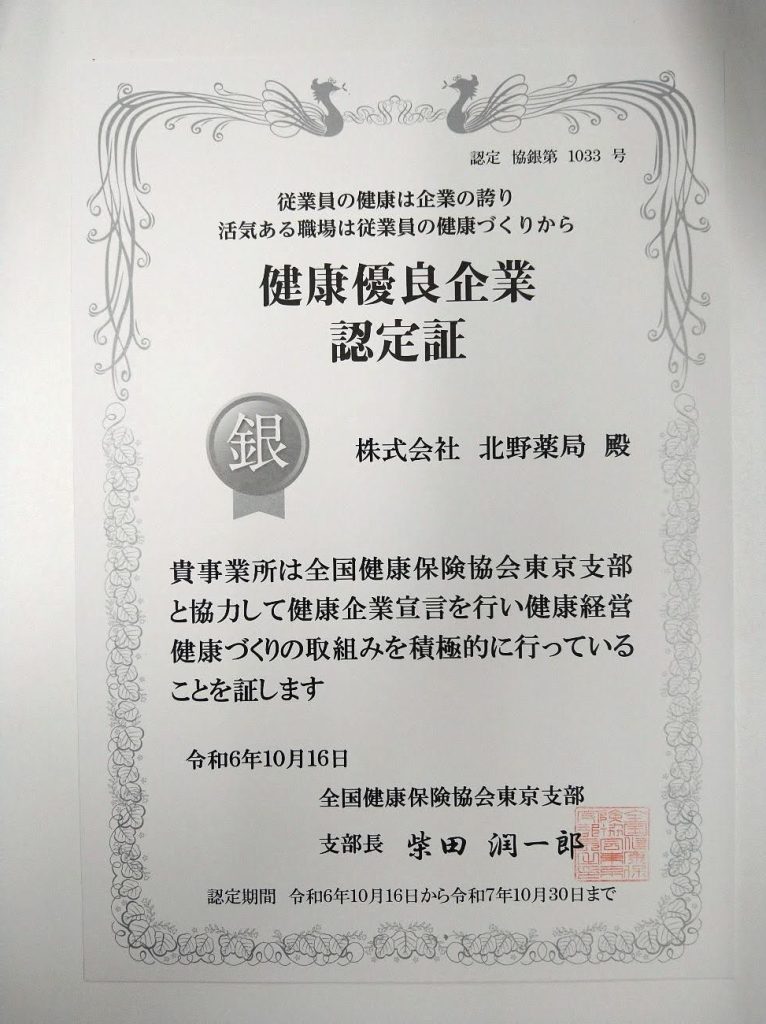 認定 協銀第 1033 号
従業員の健康は企業の誇り
活気ある職場は従業員の健康づくりから
健康優良企業
認定証
銀
株式会社 北野薬局 殿
貴事業所は全国健康保険協会東京支部
と協力して健康企業宣言を行い健康経営
健康づくりの取組みを積極的に行っている
ことを証します
令和6年10月16日
全国健康保険協会東京支部
支部長 柴田 潤一郎
認定期間 令和6年10月16日から令和7年10月30日まで